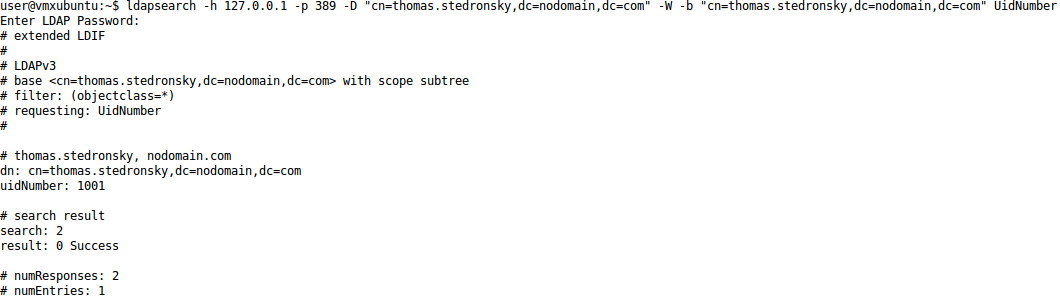 user@vmxubuntu:~$ ldapsearch -h 127.0.0.1 -p 389 -D "cn=thomas.stedronsky,dc=nodomain,dc=com" -W -b "cn=thomas.stedronsky,dc=nodomain,dc=com" UidNumber
Enter LDAP Password:
# extended LDIF
#
# LDAPv3
# base <cn=thomas.stedronsky,dc=nodomain,dc=com> with scope subtree
# filter: (objectclass=*)
# requesting: UidNumber
#
# thomas.stedronsky, nodomain.com
dn: cn=thomas.stedronsky,dc=nodomain,dc=com
uidNumber: 1001
# search result
search: 2
result: 0 Success
# numResponses: 2
# numEntries: 1